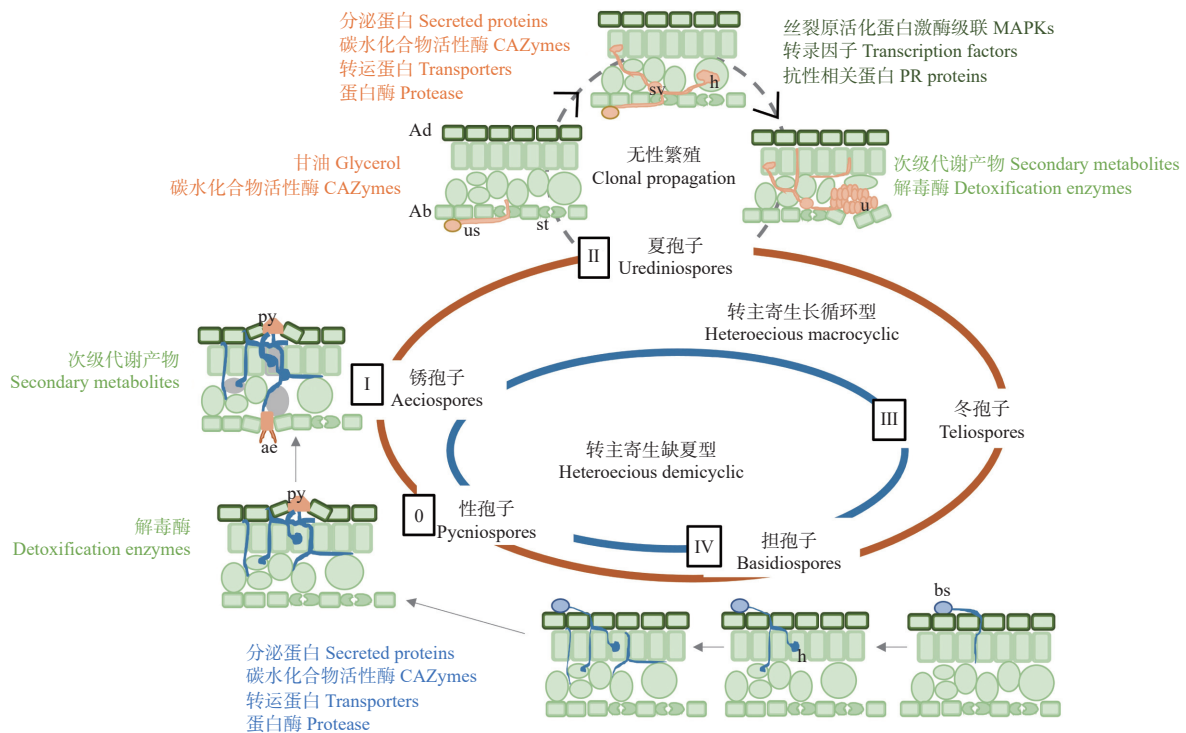 分泌蛋白 Secreted proteins
碳水化合物活性酶 CAZymes
转运蛋白 Transporters
蛋白酶 Protease
丝裂原活化蛋白激酶级联 MAPKs
转录因子 Transcription factors
抗性相关蛋白 PR proteins
sv
h
Ad
甘油 Glycerol
碳水化合物活性酶 CAZymes
Ab
us
st
无性繁殖
Clonal propagation
次级代谢产物 Secondary metabolites
解毒酶 Detoxification enzymes
u
II
夏孢子
Urediniospores
转主寄生长循环型
Heteroecious macrocyclic
py
次级代谢产物
Secondary metabolites
ae
I
锈孢子
Aeciospores
III
冬孢子
Teliospores
转主寄生缺夏型
Heteroecious demicyclic
py
解毒酶
Detoxification enzymes
0
性孢子
Pycniospores
IV
担孢子
Basidiospores
bs
h
分泌蛋白 Secreted proteins
碳水化合物活性酶 CAZymes
转运蛋白 Transporters
蛋白酶 Protease